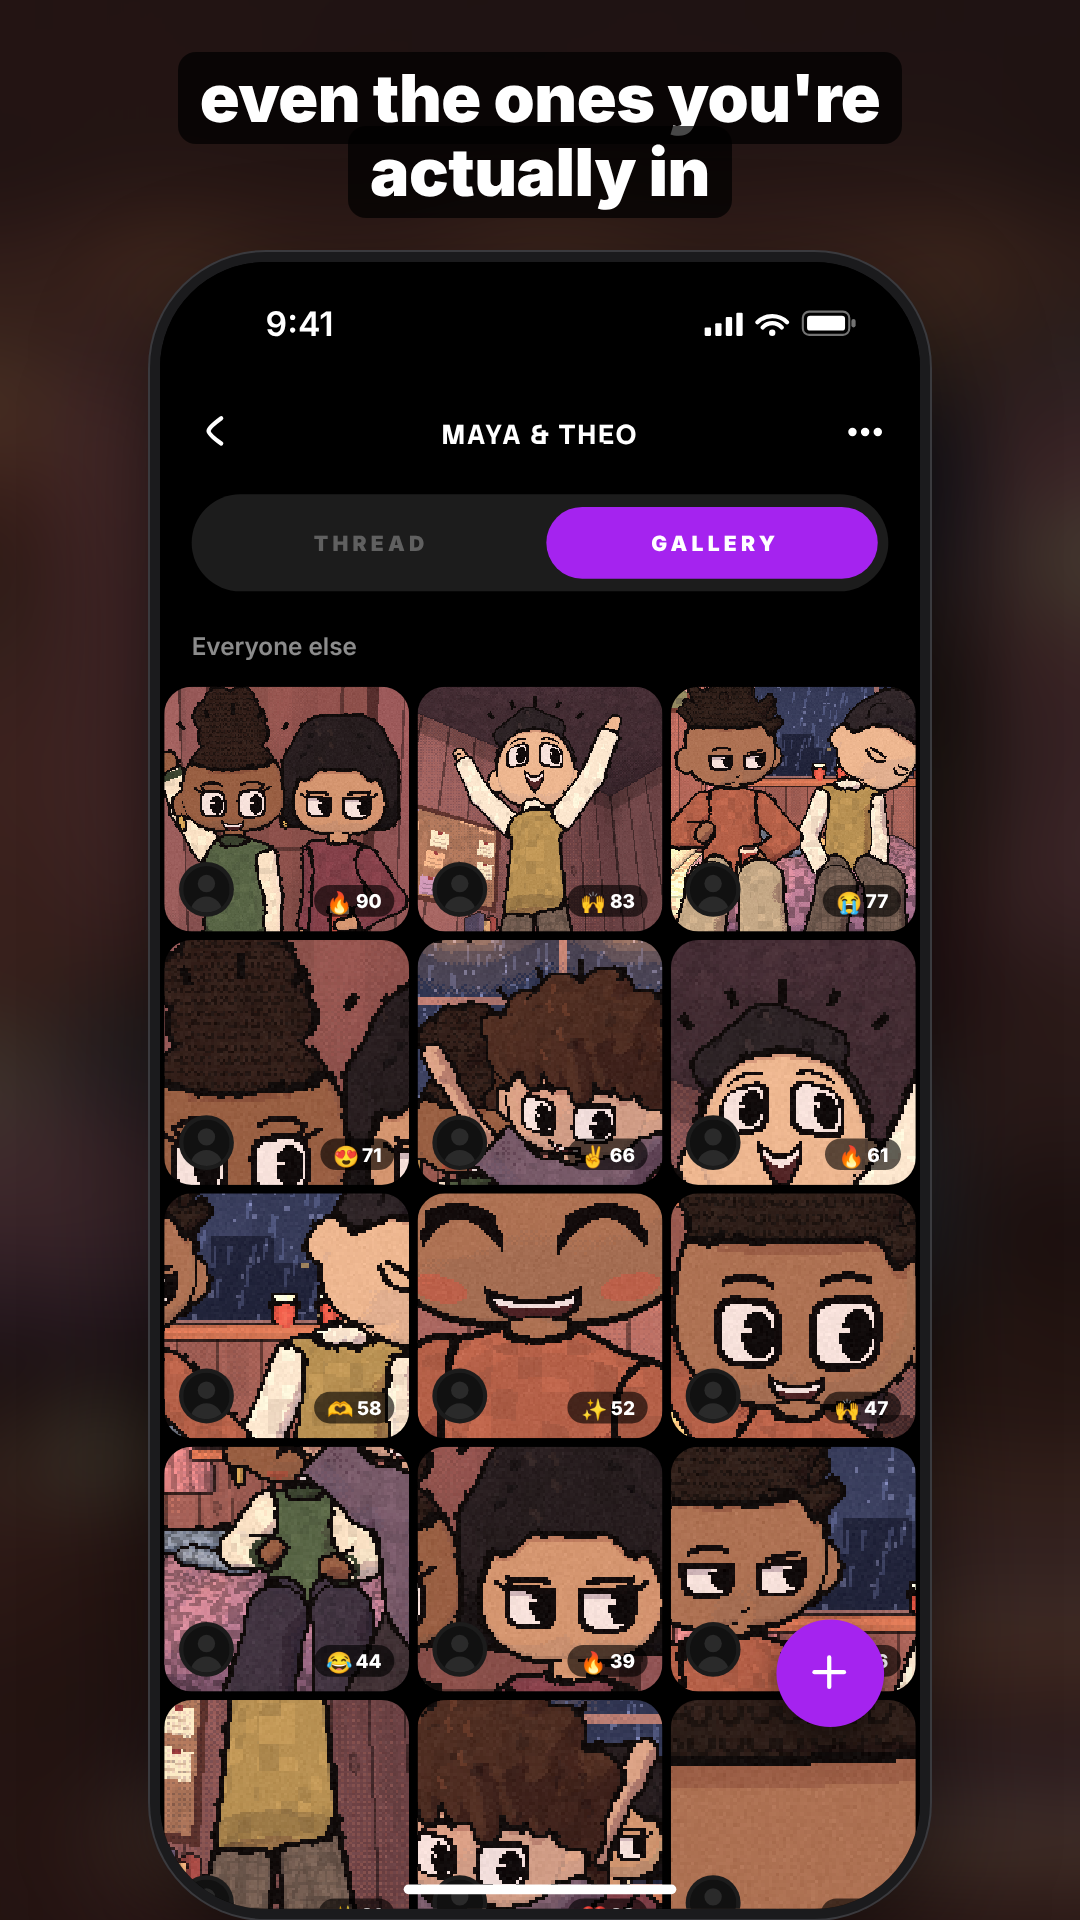 even the ones you're
actually in
9:41
MAYA & THEO
THREAD
GALLERY
Everyone else
🔥 90
🙌 83
😭 77
😍 71
✌️ 66
🔥 61
🫶 58
✨ 52
🙌 47
😂 44
🔥 39